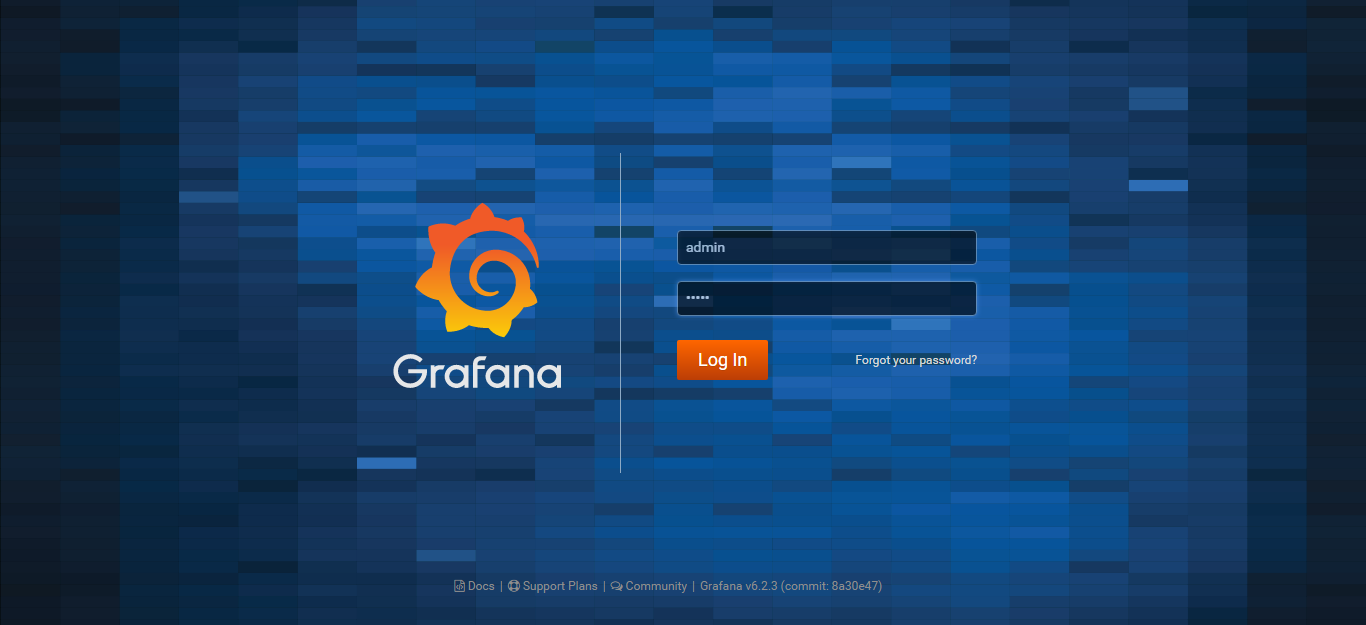 Grafana
admin
•••••
Log In
Forgot your password?
Docs | Support Plans | Community | Grafana v6.2.3 (commit: 8a30e47)